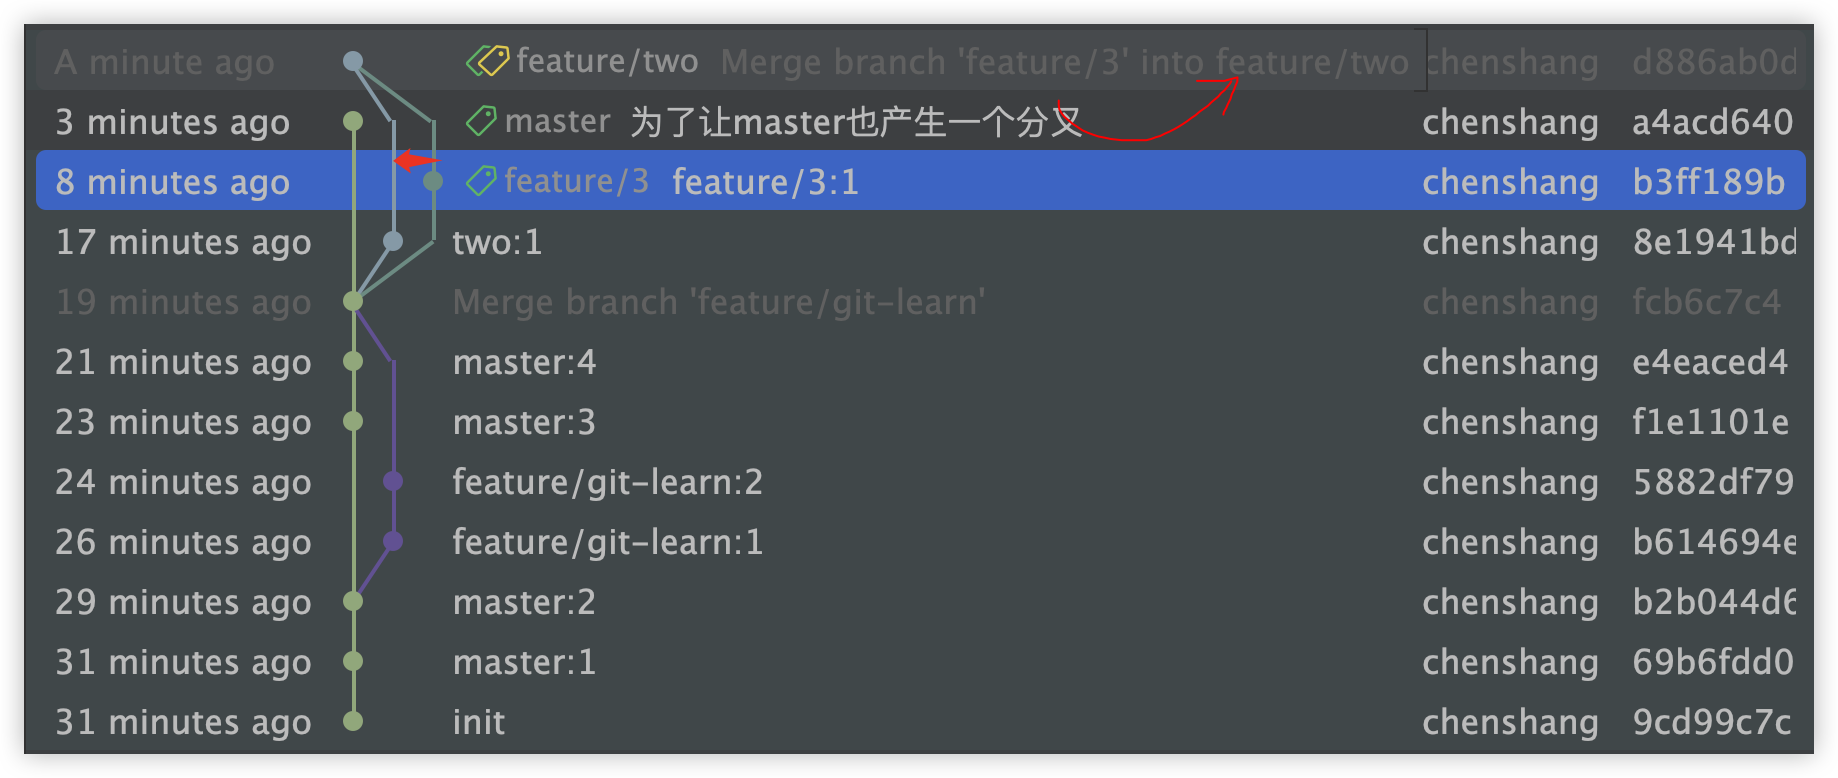 A minute ago feature/two Merge branch 'feature/3' into feature/two chenshang d886ab0d
3 minutes ago master 为了让master也产生一个分叉 chenshang a4acd640
8 minutes ago feature/3 feature/3:1 chenshang b3ff189b
17 minutes ago two:1 chenshang 8e1941bd
19 minutes ago Merge branch 'feature/git-learn' chenshang fcb6c7c4
21 minutes ago master:4 chenshang e4eaced4
23 minutes ago master:3 chenshang f1e1101e
24 minutes ago feature/git-learn:2 chenshang 5882df79
26 minutes ago feature/git-learn:1 chenshang b614694e
29 minutes ago master:2 chenshang b2b044d6
31 minutes ago master:1 chenshang 69b6fdd0
31 minutes ago init chenshang 9cd99c7c